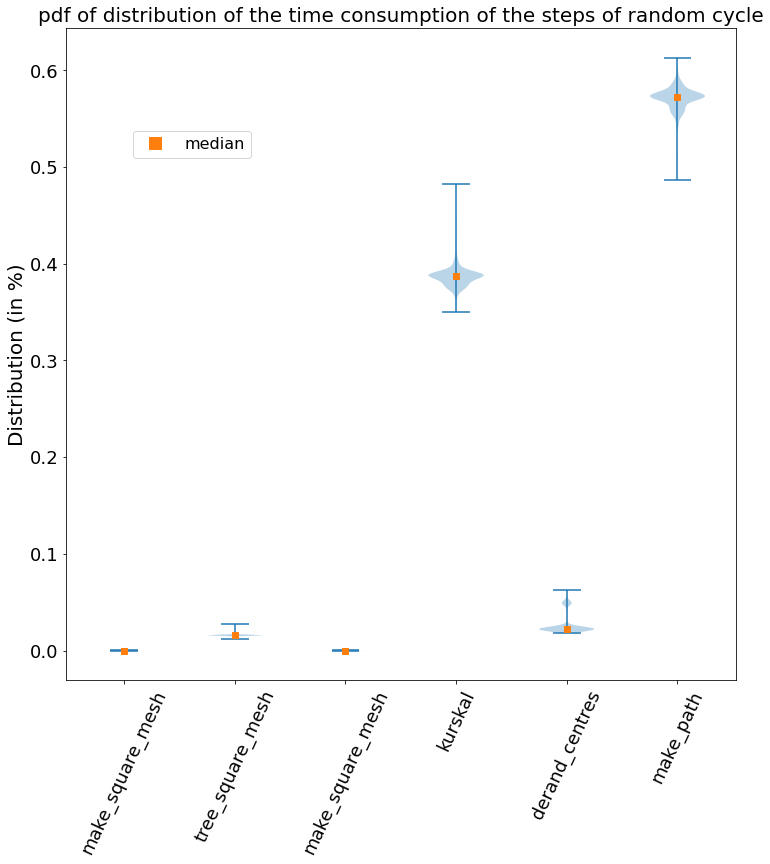 pdf of distribution of the time consumption of the steps of random cycle
Distribution (in %)
0.6
0.5
0.4
0.3
0.2
0.1
0.0
median
make_square_mesh
tree_square_mesh
make_square_mesh
kurskal
derand_centres
make_path